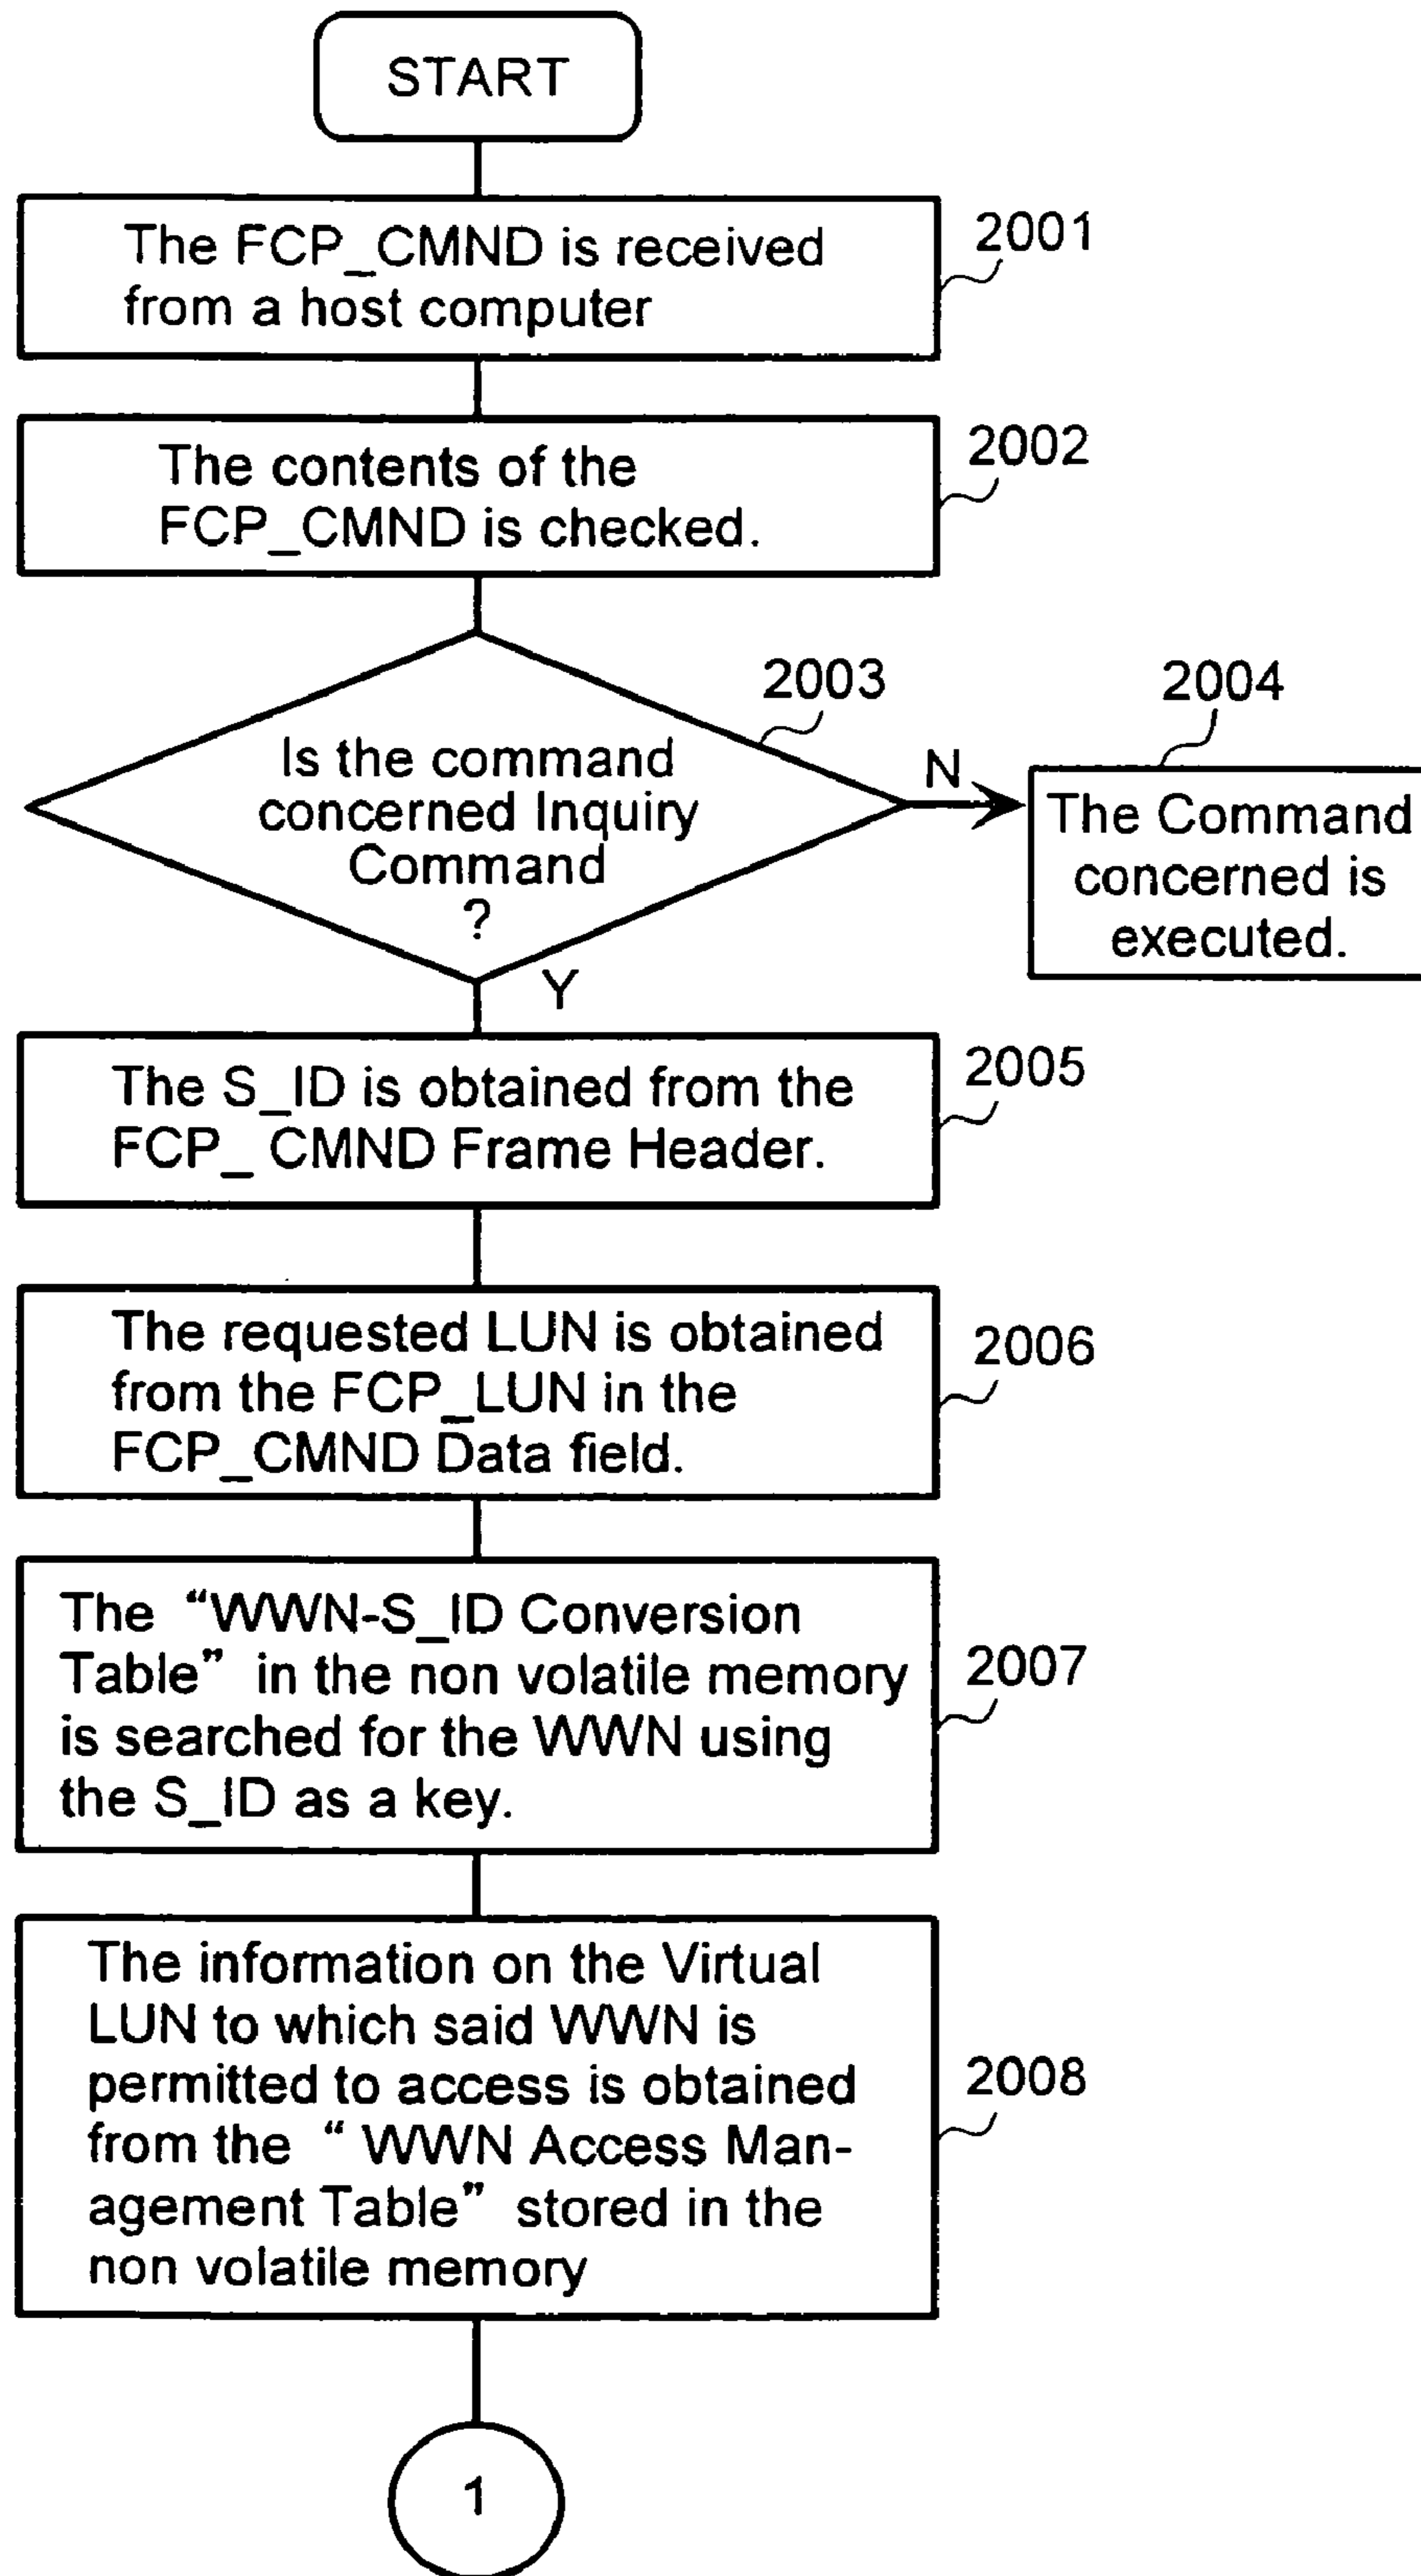 START
The FCP_CMND is received
from a host computer
2001
The contents of the
FCP_CMND is checked.
2002
Is the command
concerned Inquiry
Command
?
2003
N
Y
2004
The Command
concerned is
executed.
The S_ID is obtained from the
FCP_ CMND Frame Header.
2005
The requested LUN is obtained
from the FCP_LUN in the
FCP_CMND Data field.
2006
The “WWN-S_ID Conversion
Table” in the non volatile memory
is searched for the WWN using
the S_ID as a key.
2007
The information on the Virtual
LUN to which said WWN is
permitted to access is obtained
from the “ WWN Access Man-
agement Table” stored in the
non volatile memory
2008
1